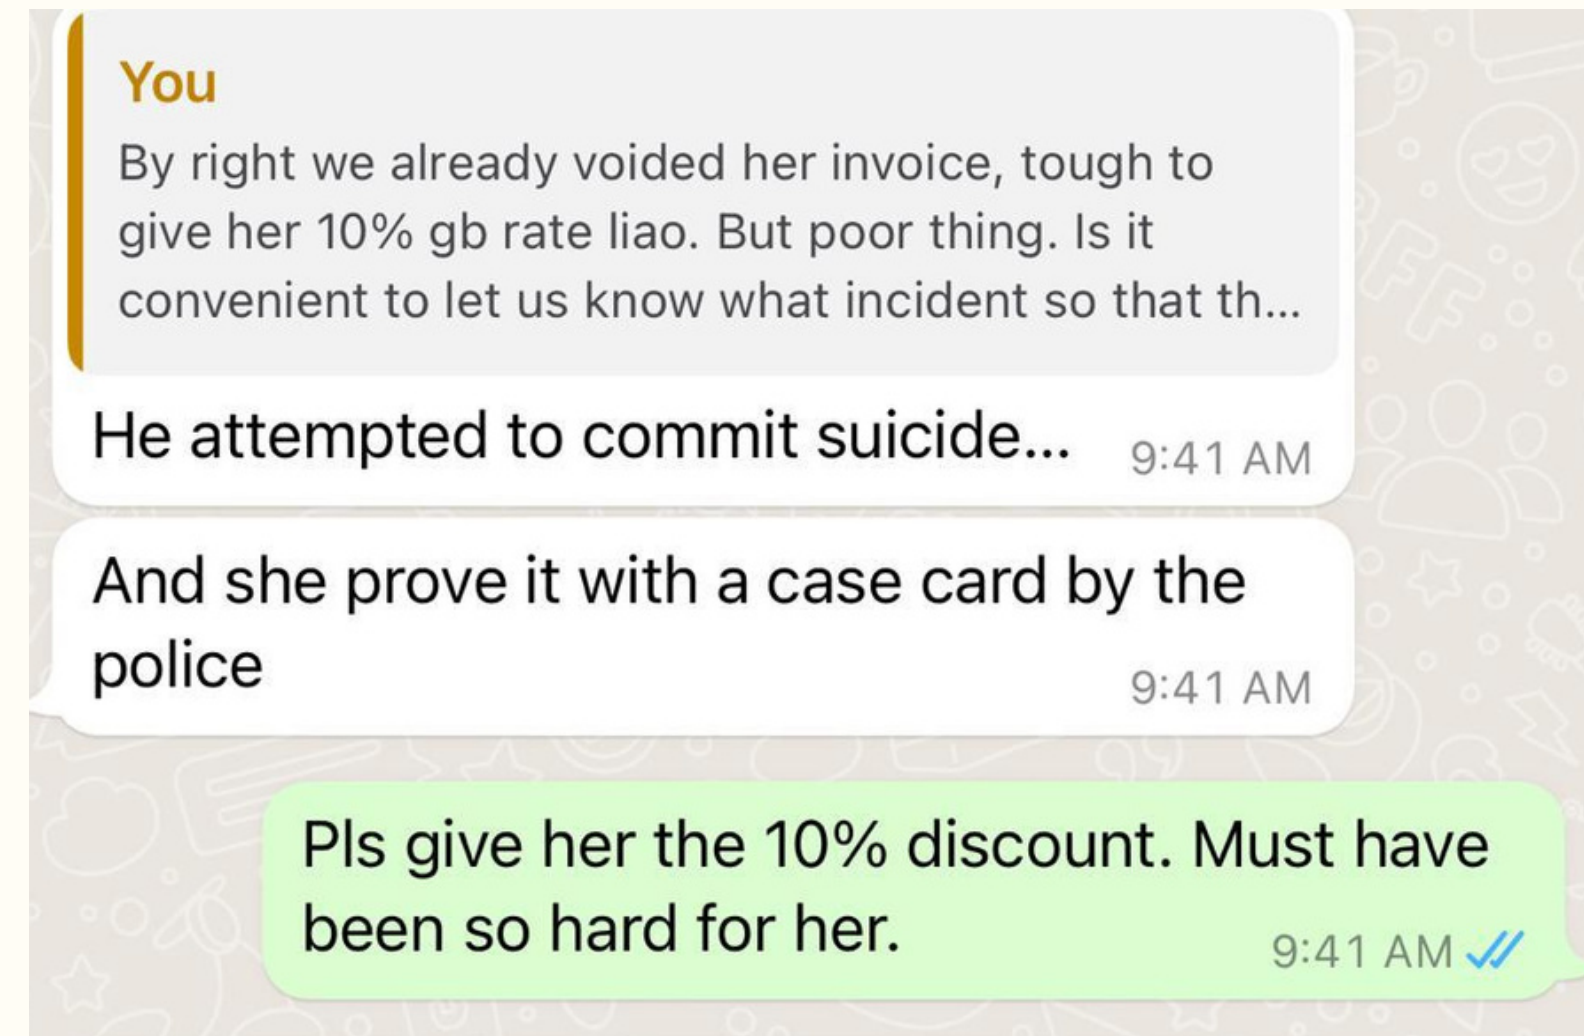 You
By right we already voided her invoice, tough to
give her 10% gb rate liao. But poor thing. Is it
convenient to let us know what incident so that th...
He attempted to commit suicide...
9:41 AM
And she prove it with a case card by the
police
9:41 AM
Pls give her the 10% discount. Must have
been so hard for her.
9:41 AM